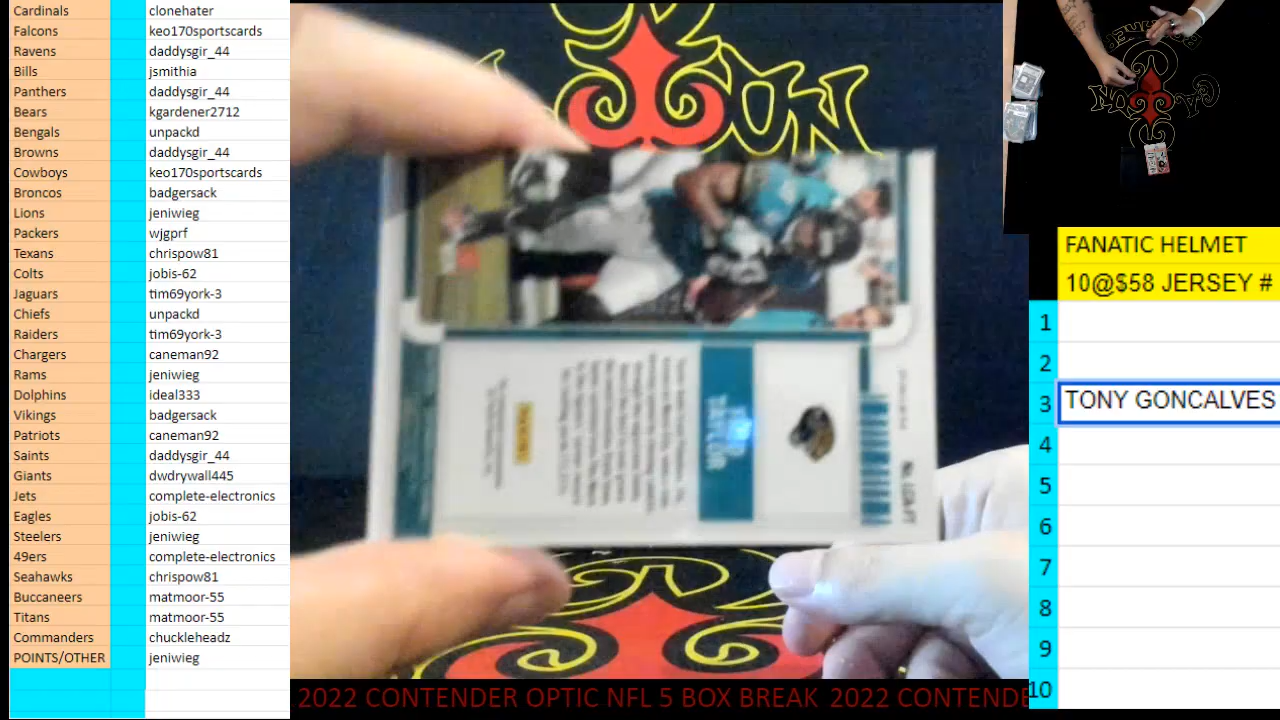 Cardinals clonehater
Falcons keo170sportscards
Ravens daddysgir_44
Bills jsmithia
Panthers daddysgir_44
Bears kgardener2712
Bengals unpackd
Browns daddysgir_44
Cowboys keo170sportscards
Broncos badgersack
Lions jeniwieg
Packers wjgprf
Texans chrispow81
Colts jobis-62
Jaguars tim69york-3
Chiefs unpackd
Raiders tim69york-3
Chargers caneman92
Rams jeniwieg
Dolphins ideal333
Vikings badgersack
Patriots caneman92
Saints daddysgir_44
Giants dwdrywall445
Jets complete-electronics
Eagles jobis-62
Steelers jeniwieg
49ers complete-electronics
Seahawks chrispow81
Buccaneers matmoor-55
Titans matmoor-55
Commanders chuckleheadz
POINTS/OTHER jeniwieg
FANATIC HELMET
10@$58 JERSEY #
1
2
3 TONY GONCALVES
4
5
6
7
8
9
10
2022 CONTENDER OPTIC NFL 5 BOX BREAK 2022 CONTENDE